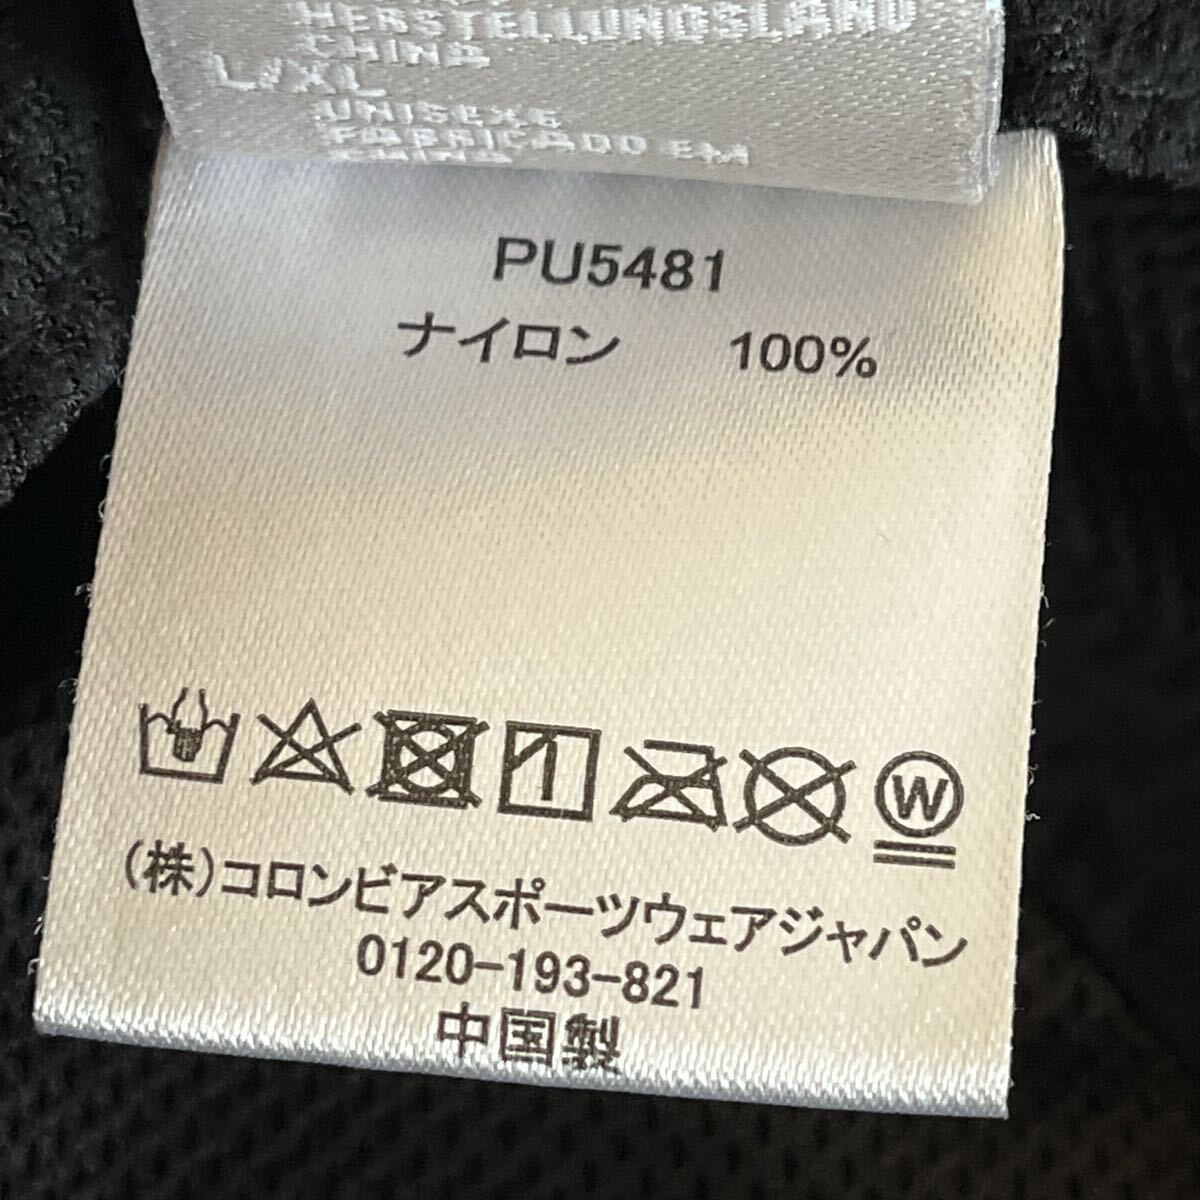 HERSTELLUNGSLAND
CHINA
L/XL
UNISEXE
FABRICADO EM
CHINA
PU5481
ナイロン 100%
W
(株)コロンビアスポーツウェアジャパン
0120-193-821
中国製